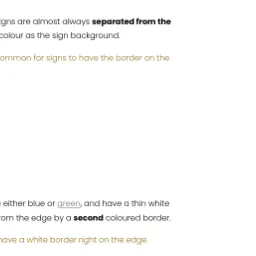 igns are almost always separated from the
colour as the sign background.
ommon for signs to have the border on the
either blue or green, and have a thin white
rom the edge by a second coloured border.
have a white border right on the edge.